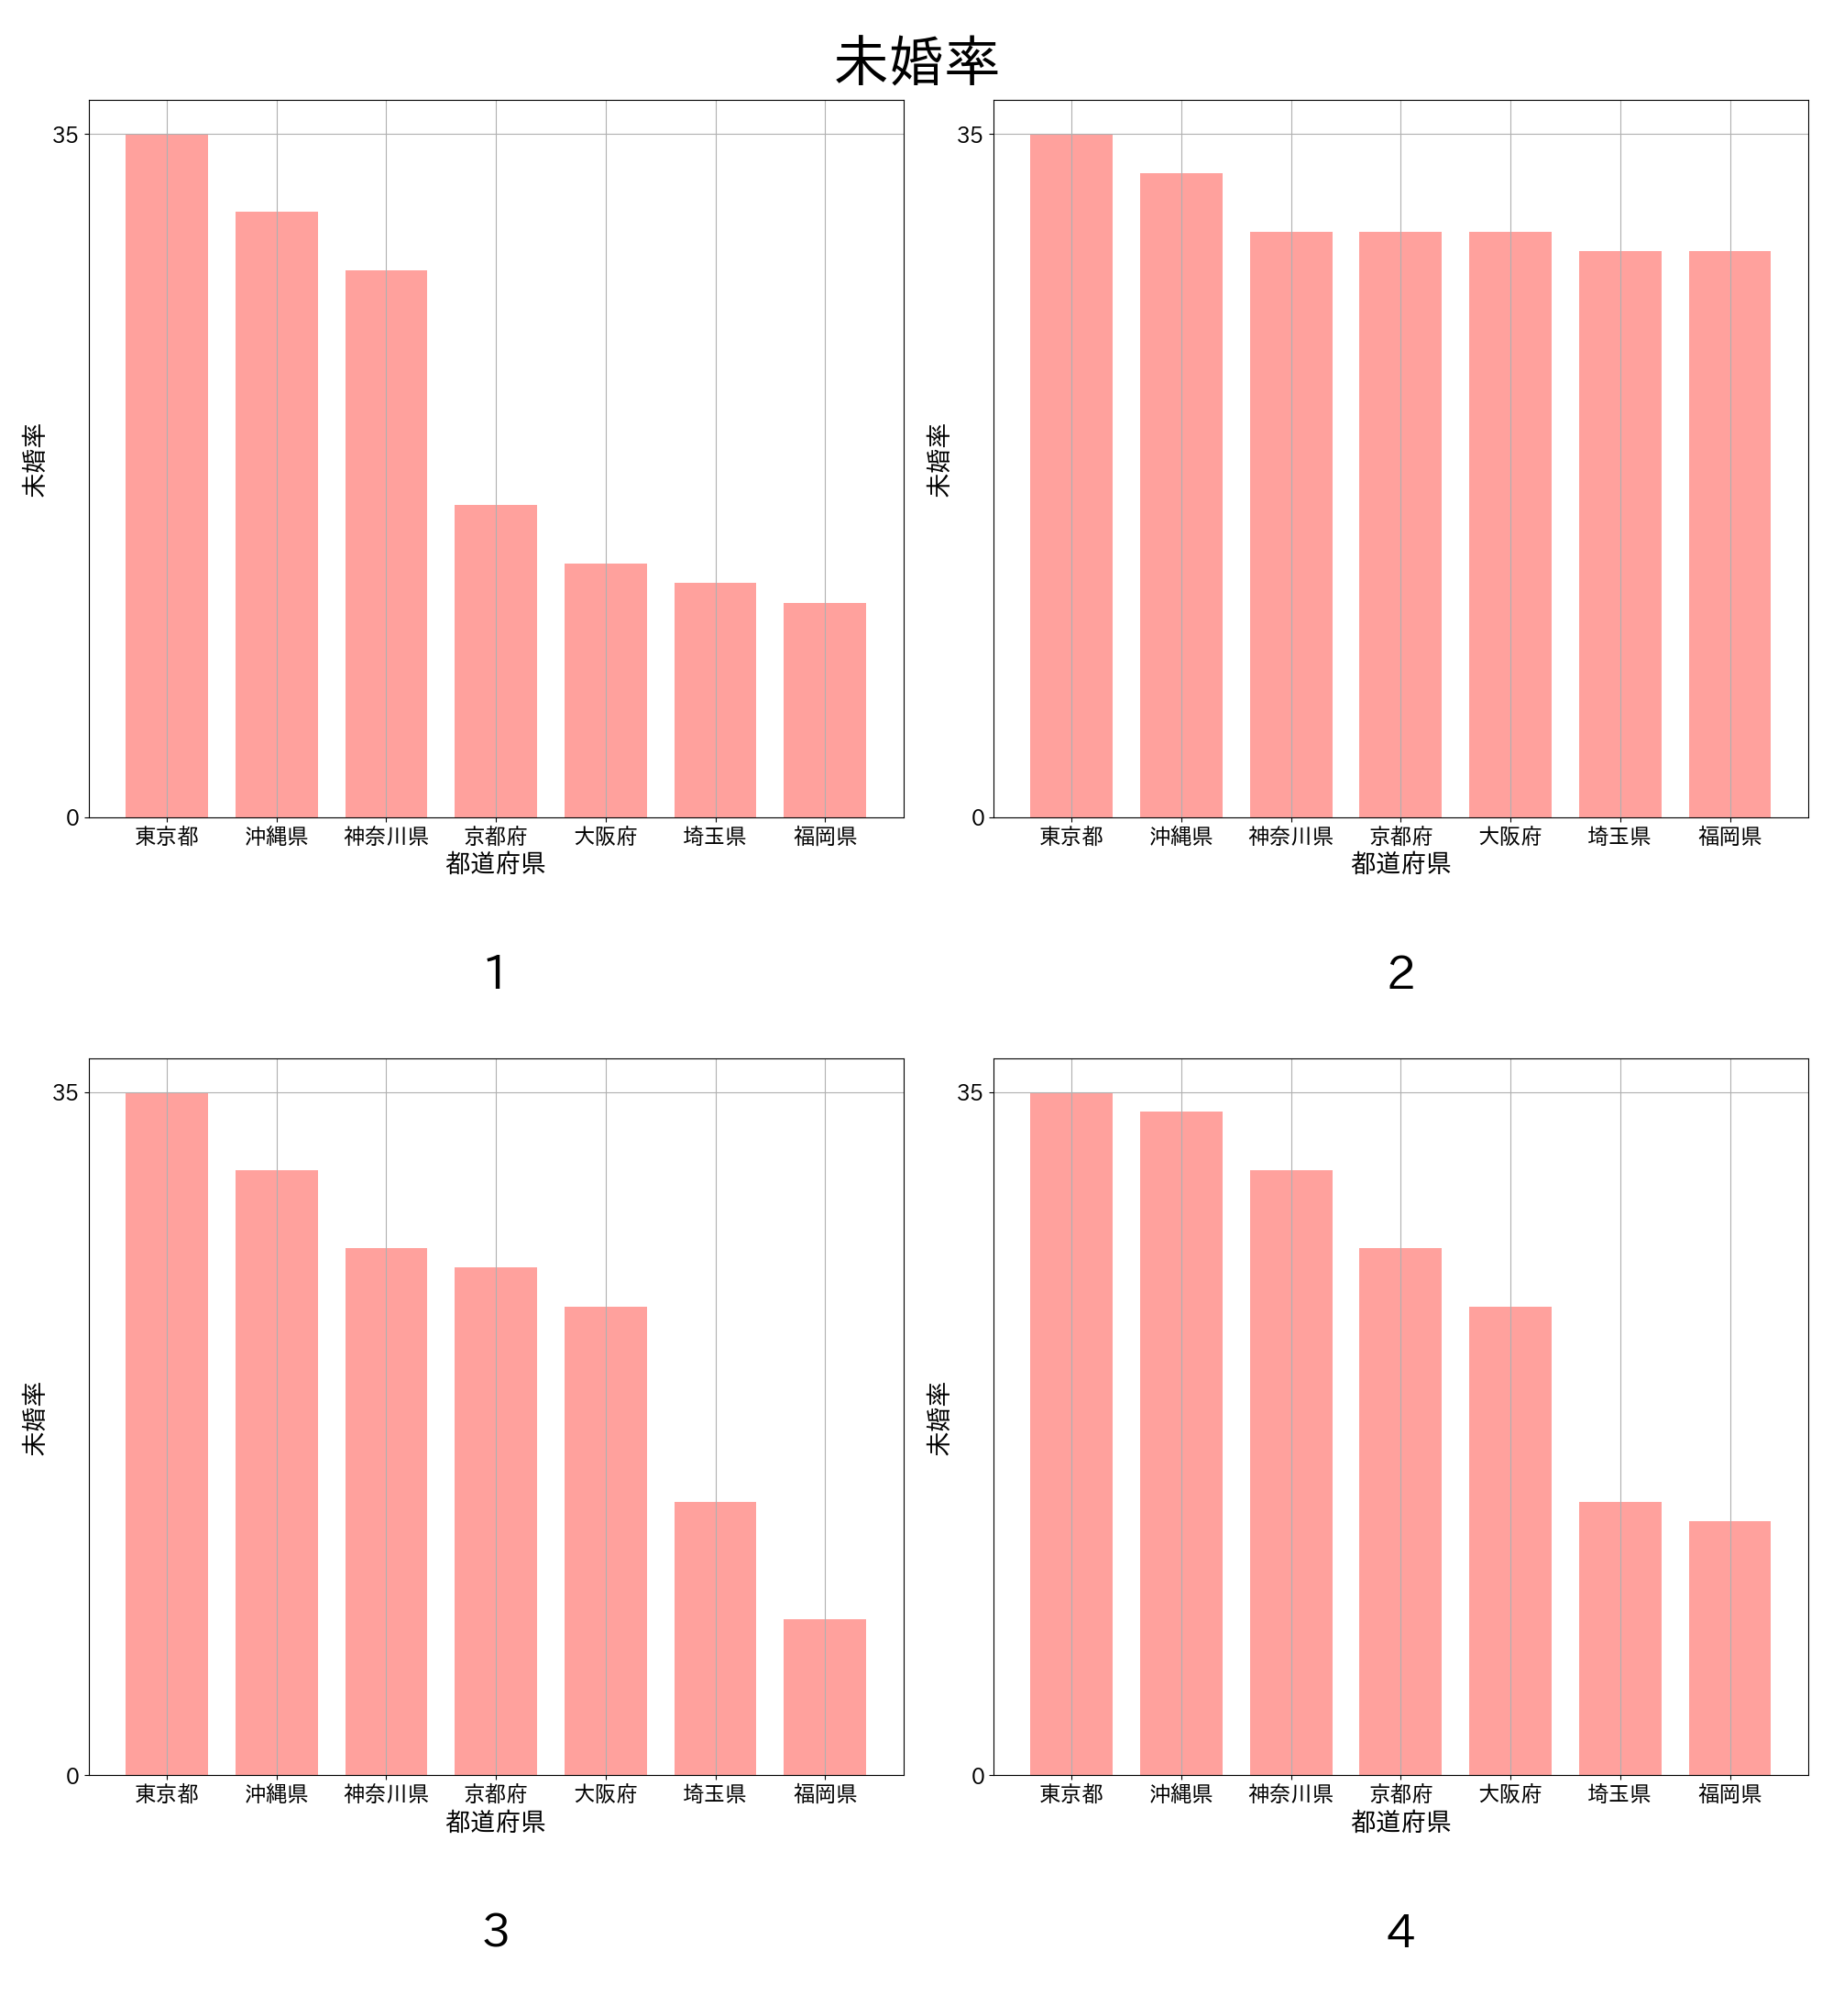 未婚率
35
0
未婚率
東京都 沖縄県 神奈川県 京都府 大阪府 埼玉県 福岡県
都道府県
1
35
0
未婚率
東京都 沖縄県 神奈川県 京都府 大阪府 埼玉県 福岡県
都道府県
2
35
0
未婚率
東京都 沖縄県 神奈川県 京都府 大阪府 埼玉県 福岡県
都道府県
3
35
0
未婚率
東京都 沖縄県 神奈川県 京都府 大阪府 埼玉県 福岡県
都道府県
4